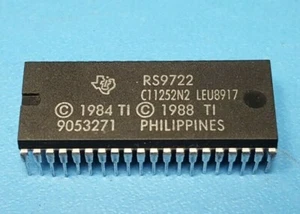 RS9722
C11252N2 LEU8917
© 1984 TI © 1988 TI
9053271 PHILIPPINES